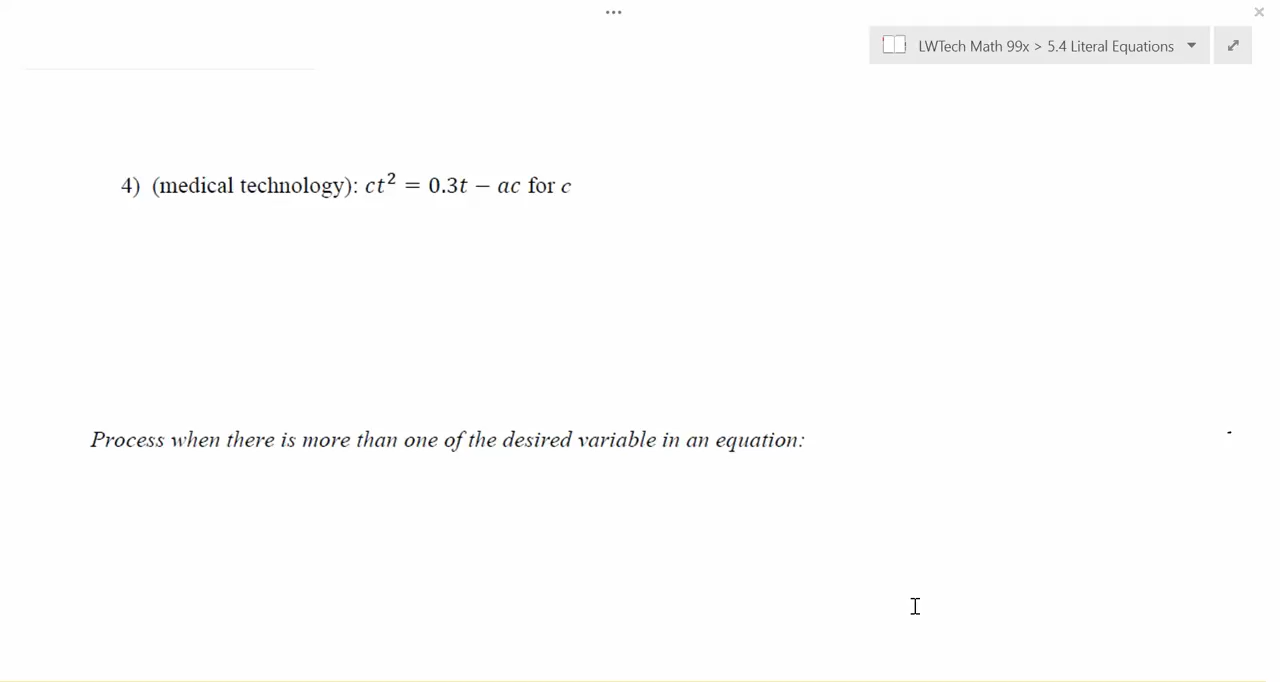 LWTech Math 99x > 5.4 Literal Equations
4) (medical technology): ct² = 0.3t − ac for c
Process when there is more than one of the desired variable in an equation: